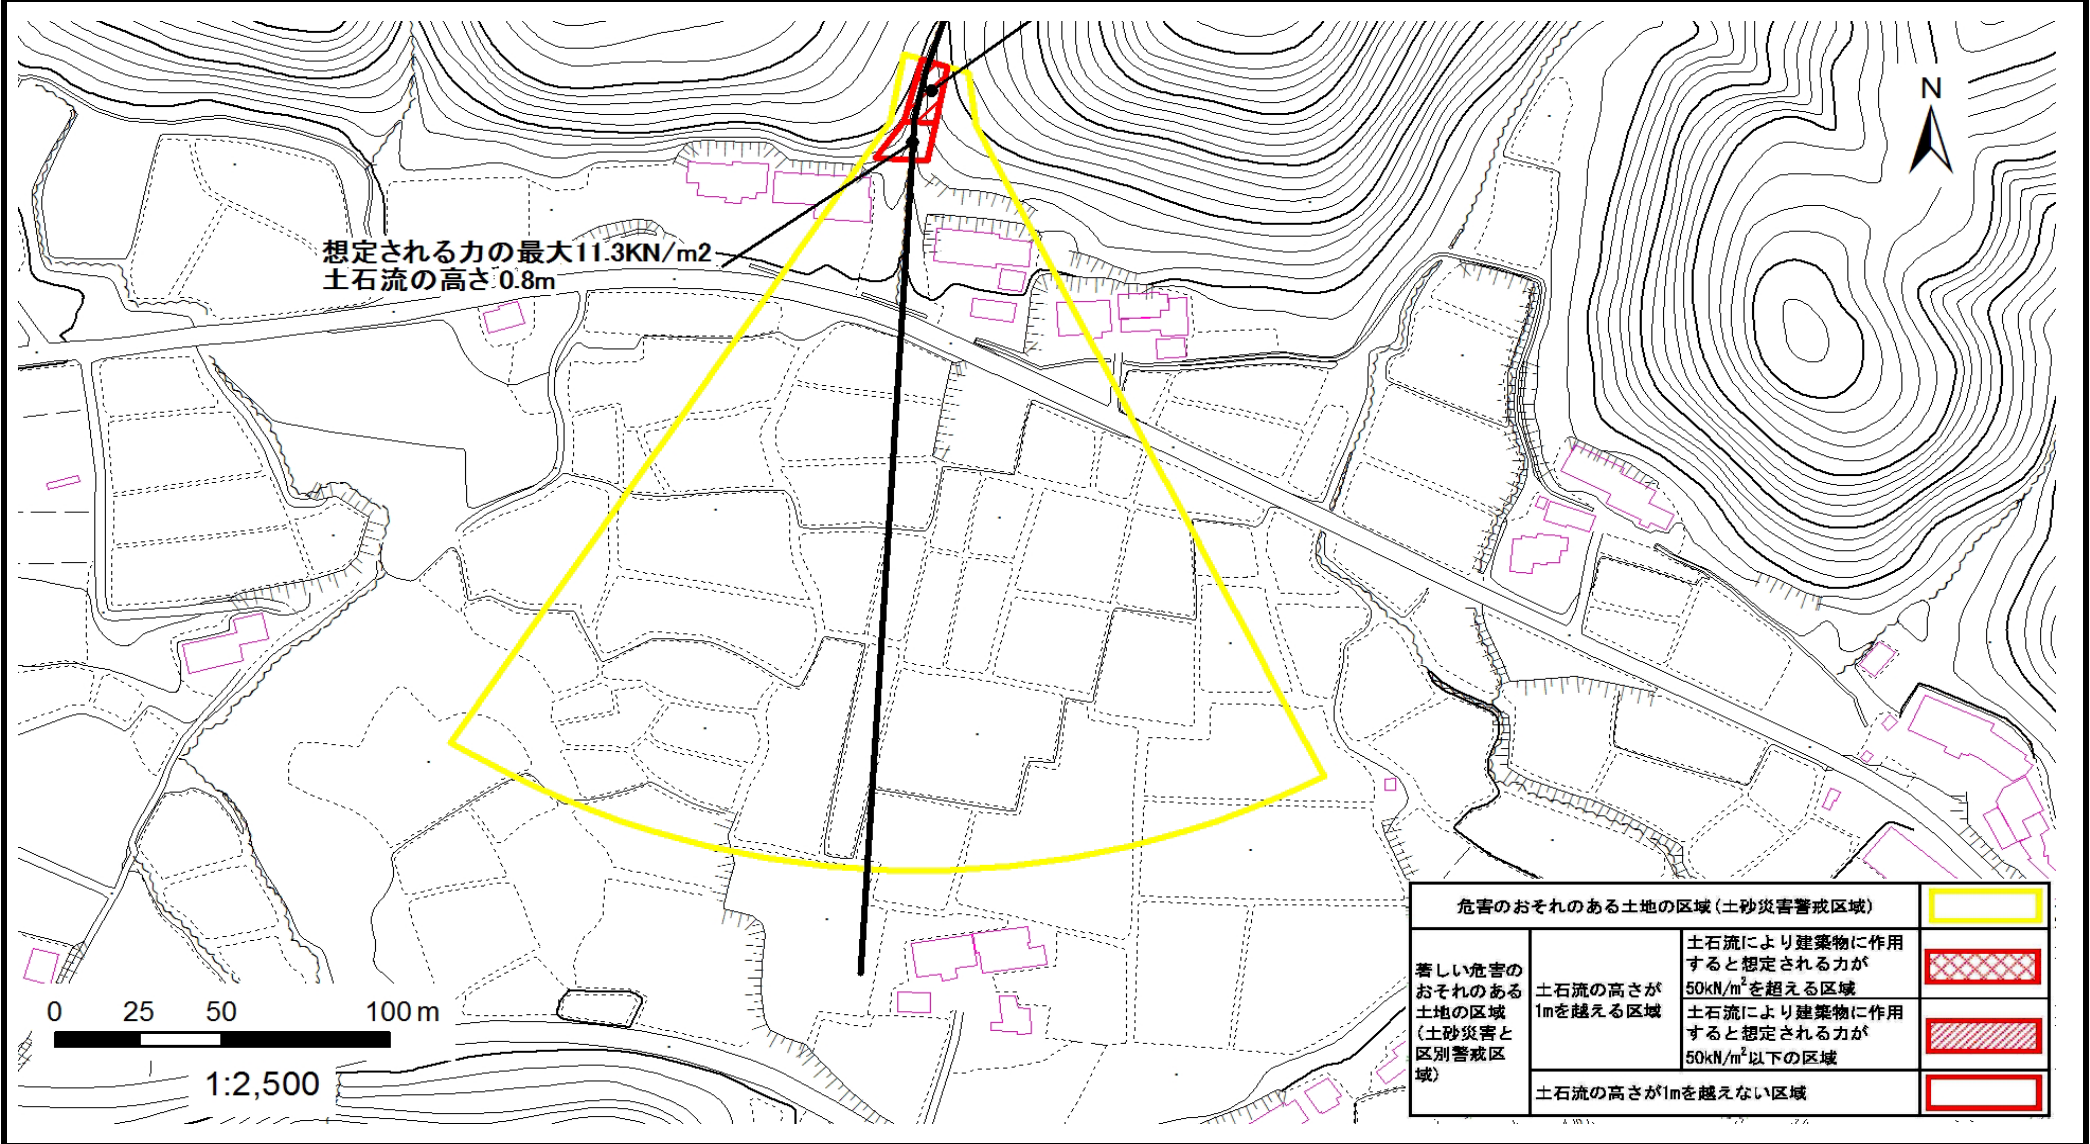 N
想定される力の最大11.3KN/m2
土石流の高さ 0.8m
0 25 50 100 m
1:2,500
危害のおそれのある土地の区域(土砂災害警戒区域)
著しい危害の
おそれのある
土地の区域
(土砂災害と
区別警戒区
域)
土石流の高さが
1mを越える区域
土石流により建築物に作用
すると想定される力が
50kN/m²を超える区域
土石流により建築物に作用
すると想定される力が
50kN/m²以下の区域
土石流の高さが1mを越えない区域